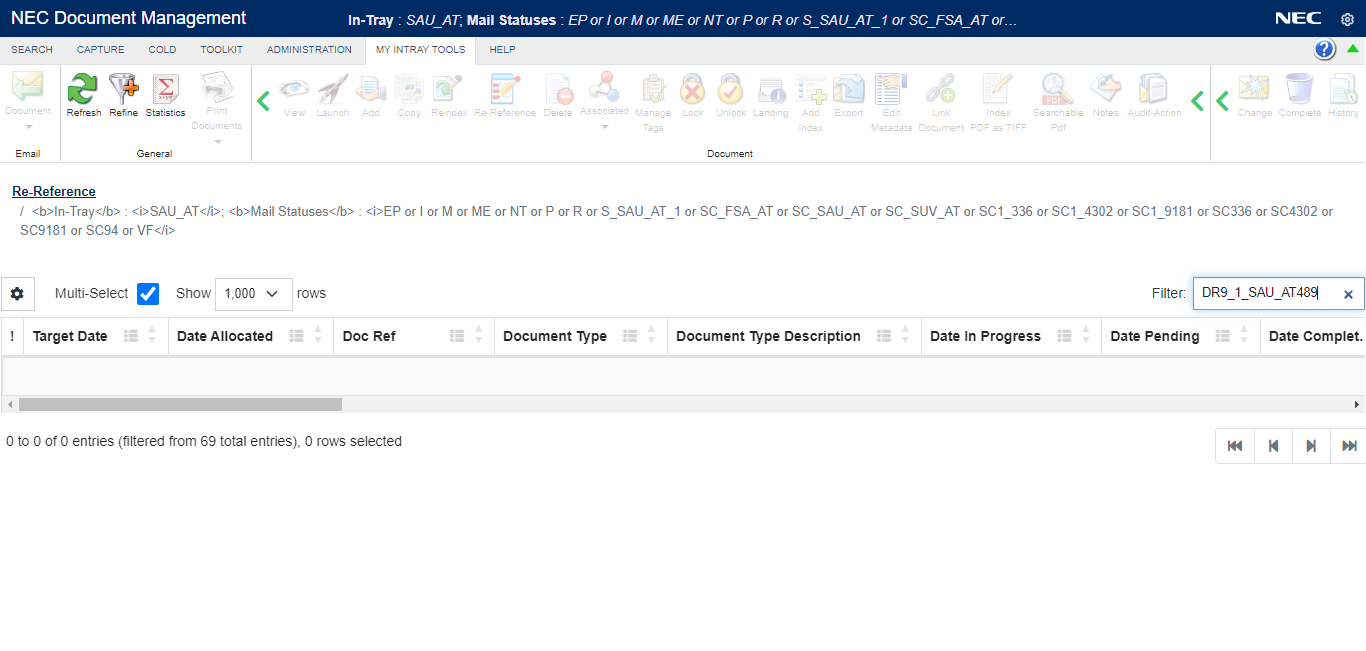 NEC Document Management
In-Tray : SAU_AT; Mail Statuses : EP or I or M or ME or NT or P or R or S_SAU_AT_1 or SC_FSA_AT or…
NEC
SEARCH CAPTURE COLD TOOLKIT ADMINISTRATION MY INTRAY TOOLS HELP
?
Document
Email
Refresh Refine Statistics Print Documents
General
View Launch Add Copy Reindex Re-Reference Delete Associated Manage Tags Lock Unlock Landing Add Index Export Edit Metadata Link Document Index PDF as TIFF Searchable Pdf Notes Audit-Action
Document
Change Complete History
Re-Reference
/ <b>In-Tray</b> : <i>SAU_AT</i>; <b>Mail Statuses</b> : <i>EP or I or M or ME or NT or P or R or S_SAU_AT_1 or SC_FSA_AT or SC_SAU_AT or SC_SUV_AT or SC1_336 or SC1_4302 or SC1_9181 or SC336 or SC4302 or
SC9181 or SC94 or VF</i>
Multi-Select Show 1,000 rows
Filter: DR9_1_SAU_AT489
! Target Date Date Allocated Doc Ref Document Type Document Type Description Date In Progress Date Pending Date Complet.
0 to 0 of 0 entries (filtered from 69 total entries), 0 rows selected